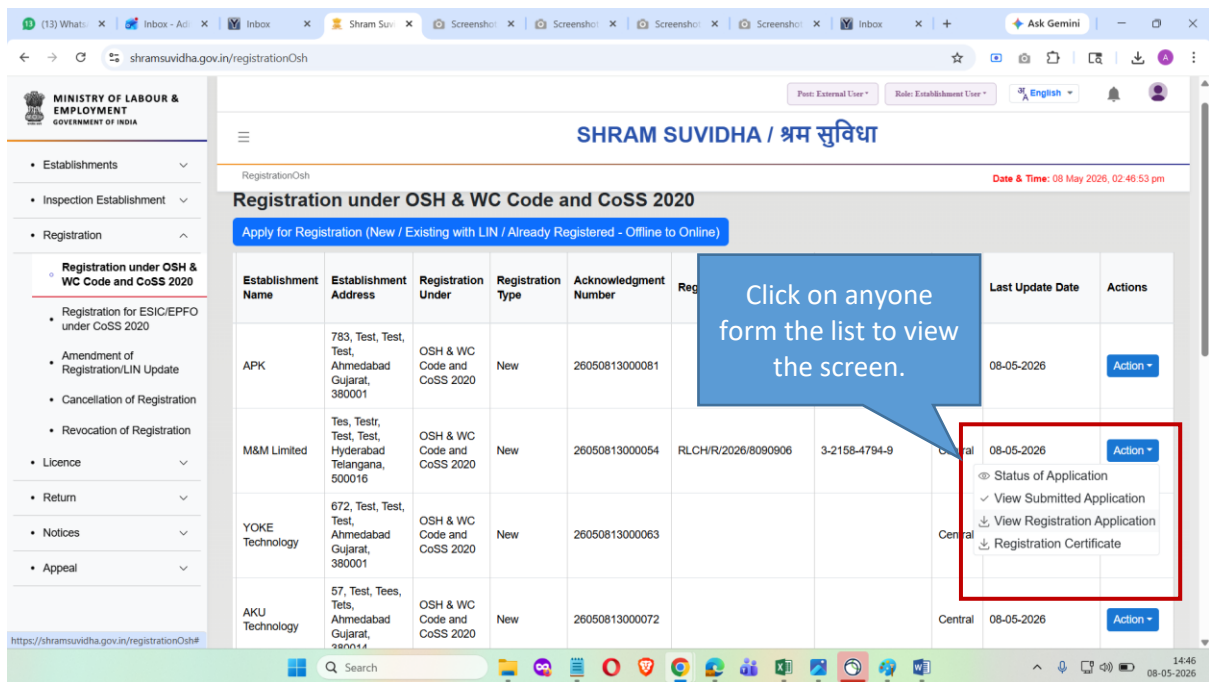 (13) Whats
Inbox - Adi
Inbox
Shram Suv
Screenshot
Screenshot
Screenshot
Screenshot
Inbox
Ask Gemini
shramsuvidha.gov.in/registrationOsh
MINISTRY OF LABOUR &
EMPLOYMENT
GOVERNMENT OF INDIA
Post: External User
Role: Establishment User
English
SHRAM SUVIDHA / श्रम सुविधा
RegistrationOsh
Date & Time: 08 May 2026, 02:46:53 pm
Establishments
Inspection Establishment
Registration
Registration under OSH &
WC Code and CoSS 2020
Registration for ESIC/EPFO
under CoSS 2020
Amendment of
Registration/LIN Update
Cancellation of Registration
Revocation of Registration
Licence
Return
Notices
Appeal
Registration under OSH & WC Code and CoSS 2020
Apply for Registration (New / Existing with LIN / Already Registered - Offline to Online)
Establishment
Name
Establishment
Address
Registration
Under
Registration
Type
Acknowledgment
Number
Reg
Last Update Date
Actions
Click on anyone
form the list to view
the screen.
APK
783, Test, Test,
Test,
Ahmedabad
Gujarat,
380001
OSH & WC
Code and
CoSS 2020
New
26050813000081
08-05-2026
Action
M&M Limited
Tes, Testr,
Test, Test,
Hyderabad
Telangana,
500016
OSH & WC
Code and
CoSS 2020
New
26050813000054
RLCH/R/2026/8090906
3-2158-4794-9
Central
08-05-2026
Action
Status of Application
View Submitted Application
View Registration Application
Registration Certificate
YOKE
Technology
672, Test, Test,
Test,
Ahmedabad
Gujarat,
380001
OSH & WC
Code and
CoSS 2020
New
26050813000063
Central
AKU
Technology
57, Test, Tees,
Tets,
Ahmedabad
Gujarat,
380014
OSH & WC
Code and
CoSS 2020
New
26050813000072
Central
08-05-2026
Action
https://shramsuvidha.gov.in/registrationOsh#
Search
14:46
08-05-2026